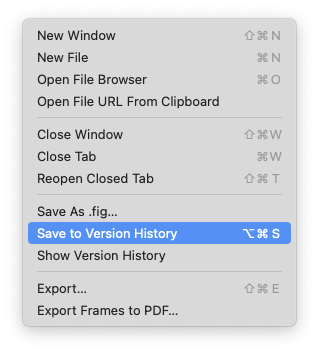 New Window ⇧⌘N
New File ⌘N
Open File Browser ⌘O
Open File URL From Clipboard
Close Window ⇧⌘W
Close Tab ⌘W
Reopen Closed Tab ⇧⌘T
Save As .fig...
Save to Version History ⌥⌘S
Show Version History
Export... ⇧⌘E
Export Frames to PDF...